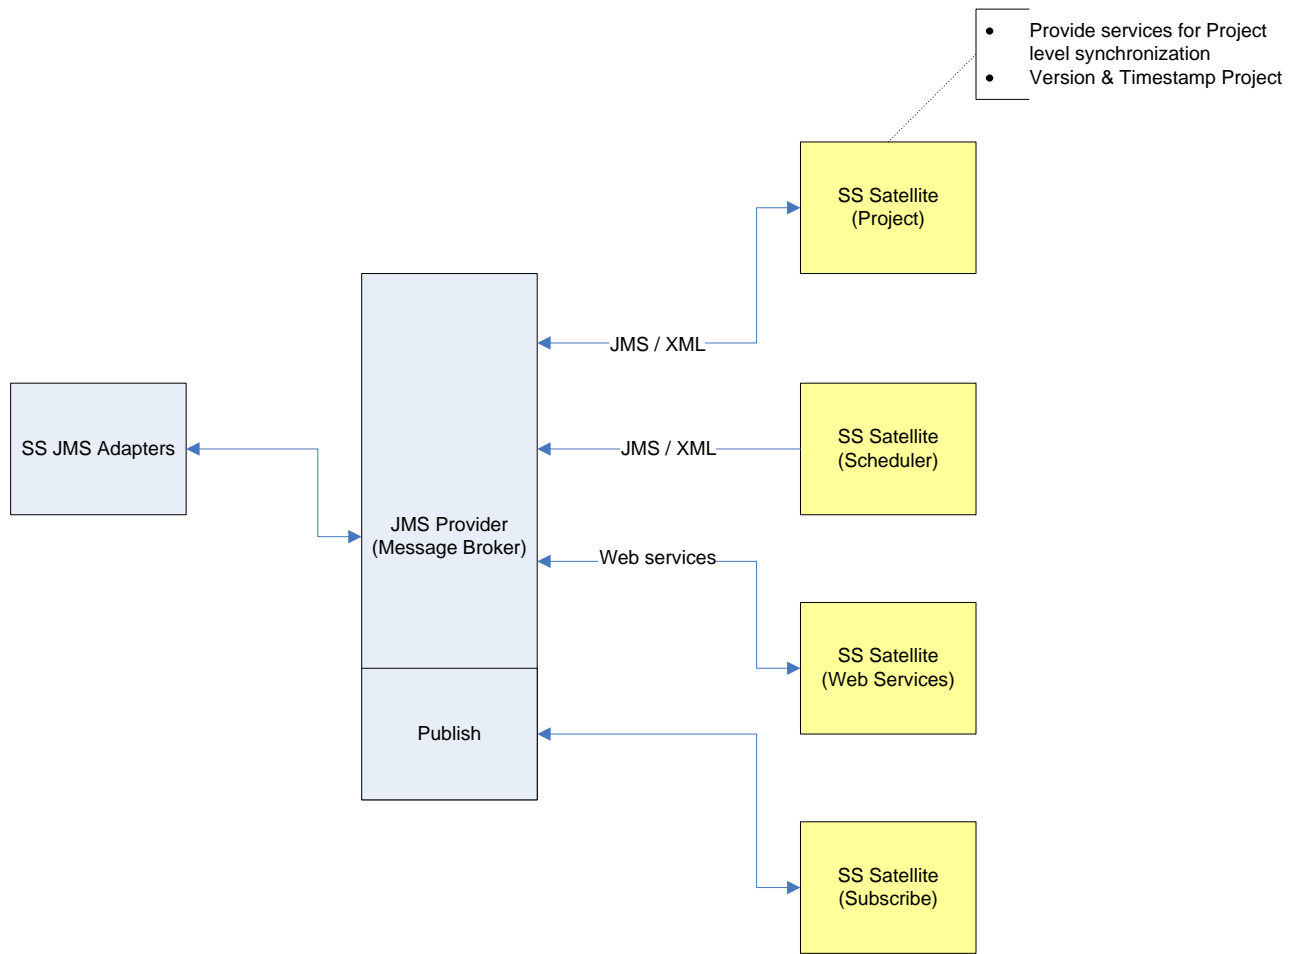 • Provide services for Project
level synchronization
• Version & Timestamp Project
SS Satellite
(Project)
JMS / XML
SS JMS Adapters
JMS / XML
SS Satellite
(Scheduler)
JMS Provider
(Message Broker)
Web services
SS Satellite
(Web Services)
Publish
SS Satellite
(Subscribe)